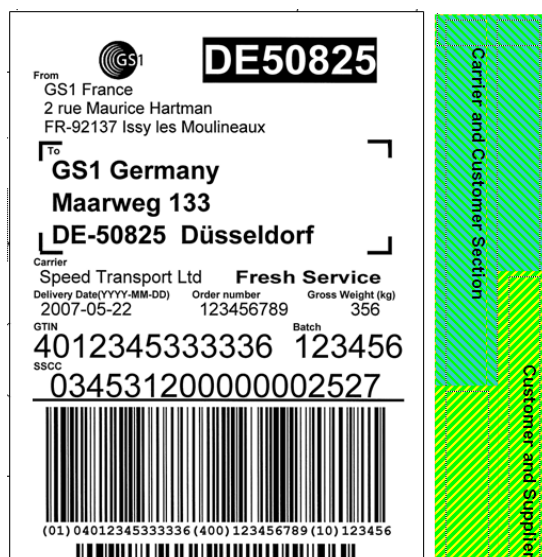 GS1
DE50825
From
GS1 France
2 rue Maurice Hartman
FR-92137 Issy les Moulineaux
To
GS1 Germany
Maarweg 133
DE-50825 Düsseldorf
Carrier
Speed Transport Ltd Fresh Service
Delivery Date(YYYY-MM-DD) Order number Gross Weight (kg)
2007-05-22 123456789 356
GTIN Batch
4012345333336 123456
SSCC
034531200000002527
(01)04012345333336(400)123456789(10)123456
Carrier and Customer Section
Customer and Supplier